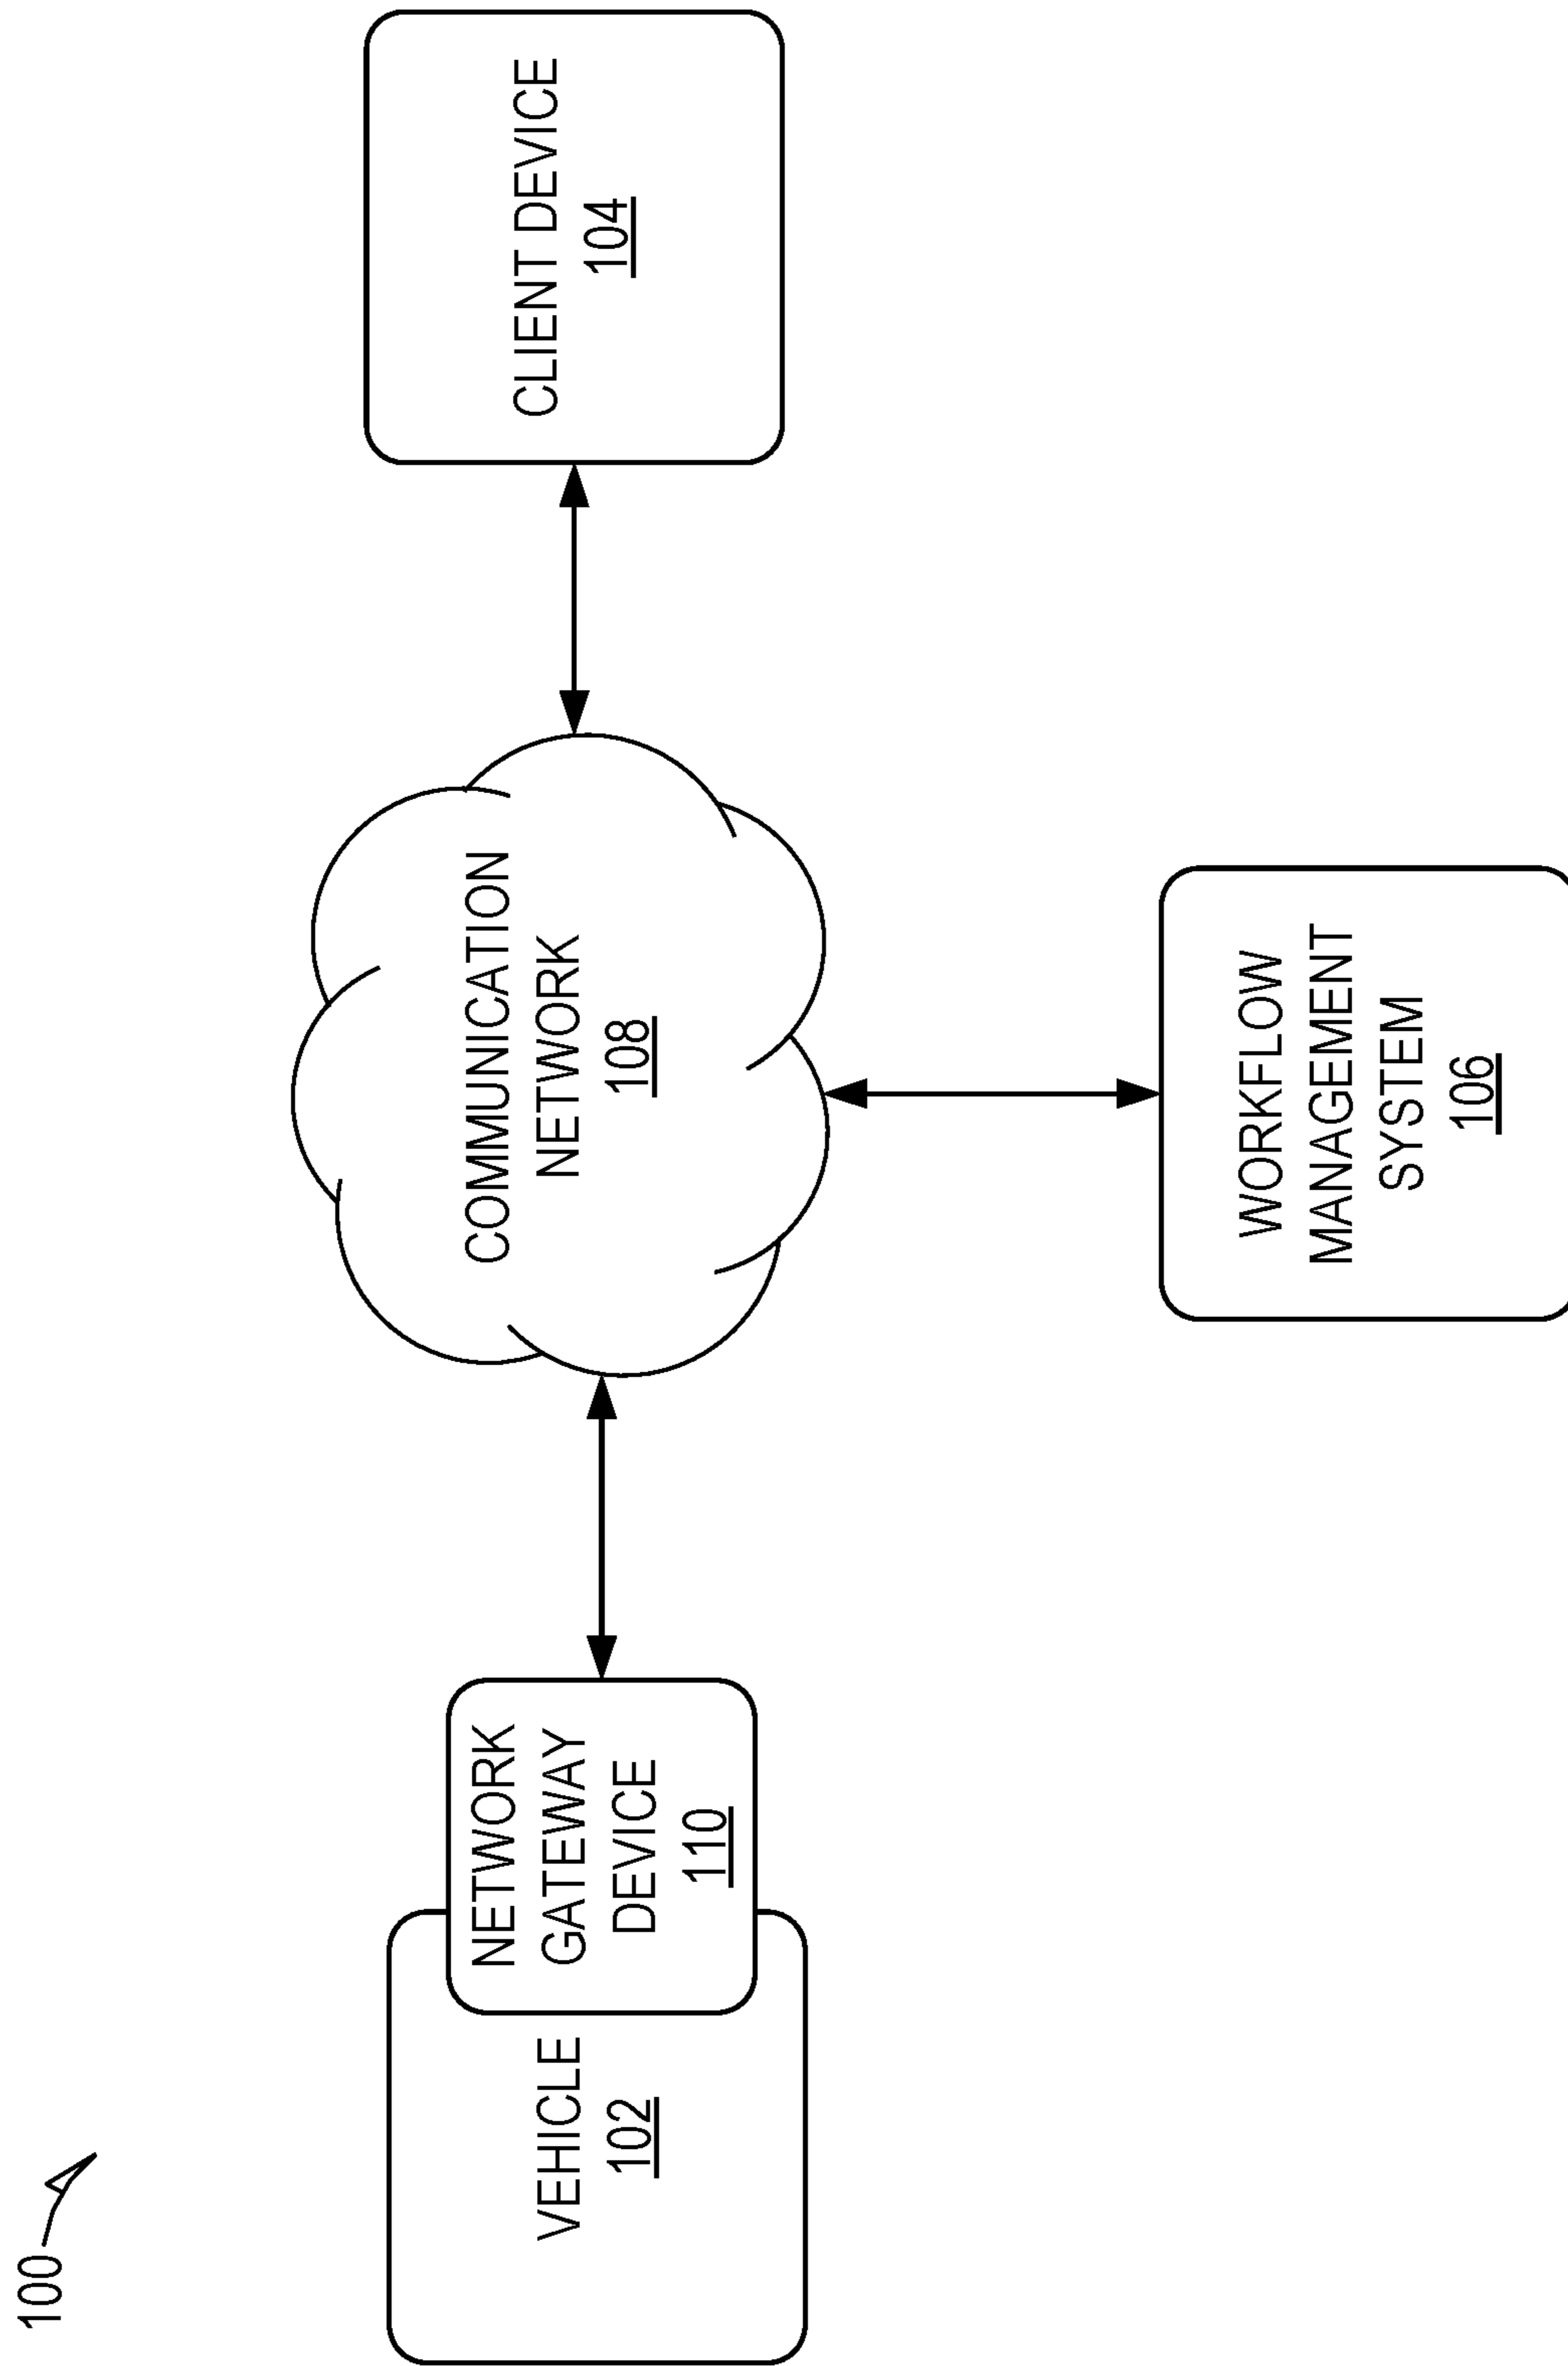 100
VEHICLE
102
NETWORK
GATEWAY
DEVICE
110
COMMUNICATION
NETWORK
108
CLIENT DEVICE
104
WORKFLOW
MANAGEMENT
SYSTEM
106